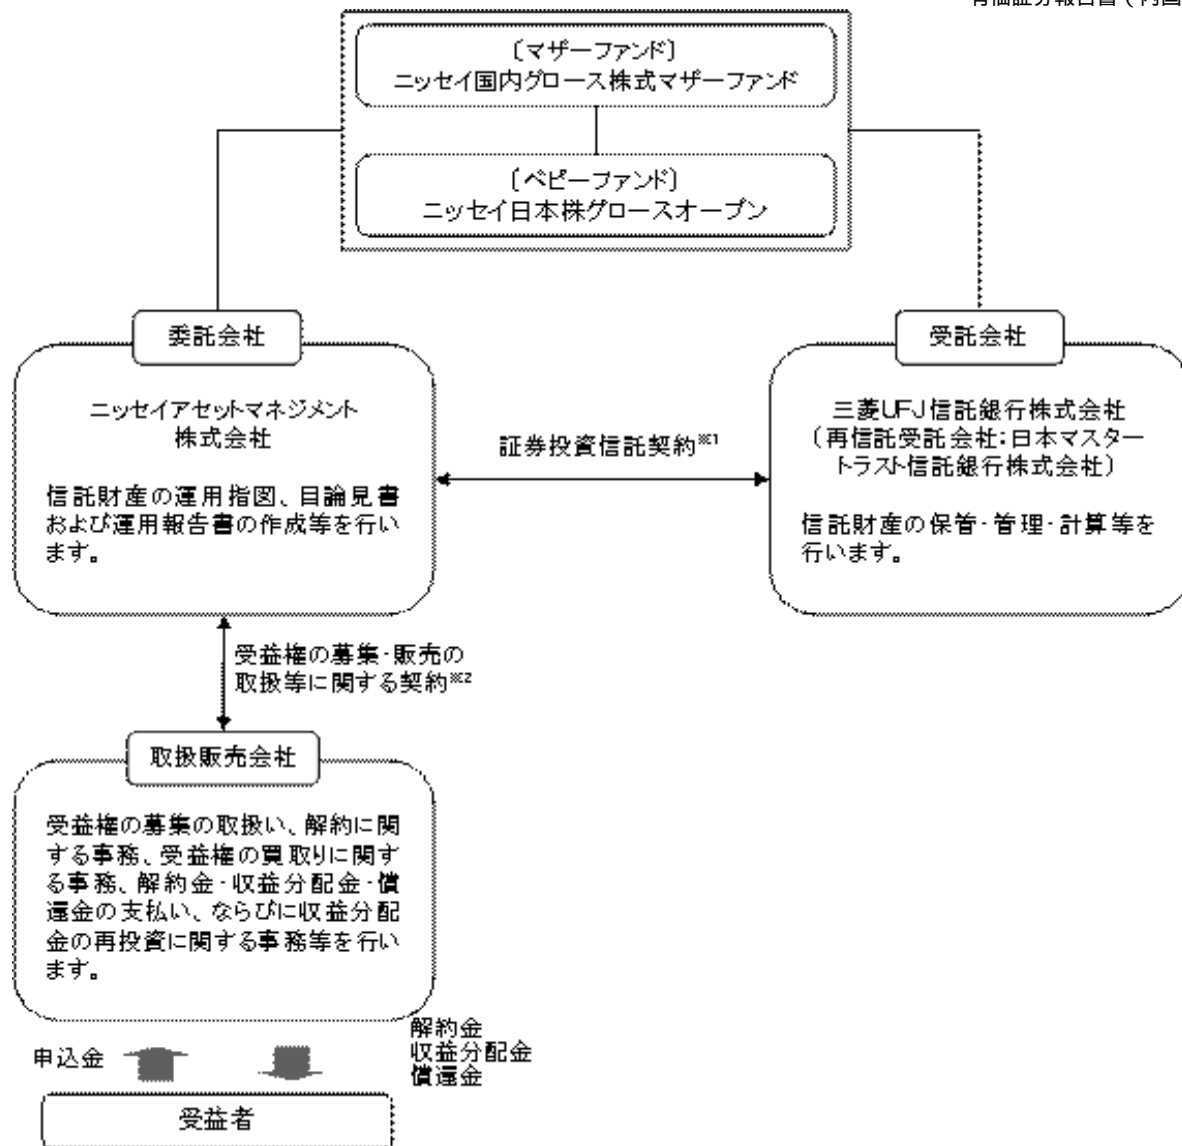 〔マザーファンド〕
ニッセイ国内グロース株式マザーファンド
〔ベビーファンド〕
ニッセイ日本株グロースオープン
委託会社
ニッセイアセットマネジメント
株式会社
信託財産の運用指図、目論見書
および運用報告書の作成等を行い
ます。
証券投資信託契約※1
受託会社
三菱UFJ信託銀行株式会社
（再信託受託会社：日本マスター
トラスト信託銀行株式会社）
信託財産の保管・管理・計算等を
行います。
受益権の募集・販売の
取扱等に関する契約※2
取扱販売会社
受益権の募集の取扱い、解約に関
する事務、受益権の買取りに関す
る事務、解約金・収益分配金・償
還金の支払い、ならびに収益分配
金の再投資に関する事務等を行い
ます。
申込金
解約金
収益分配金
償還金
受益者